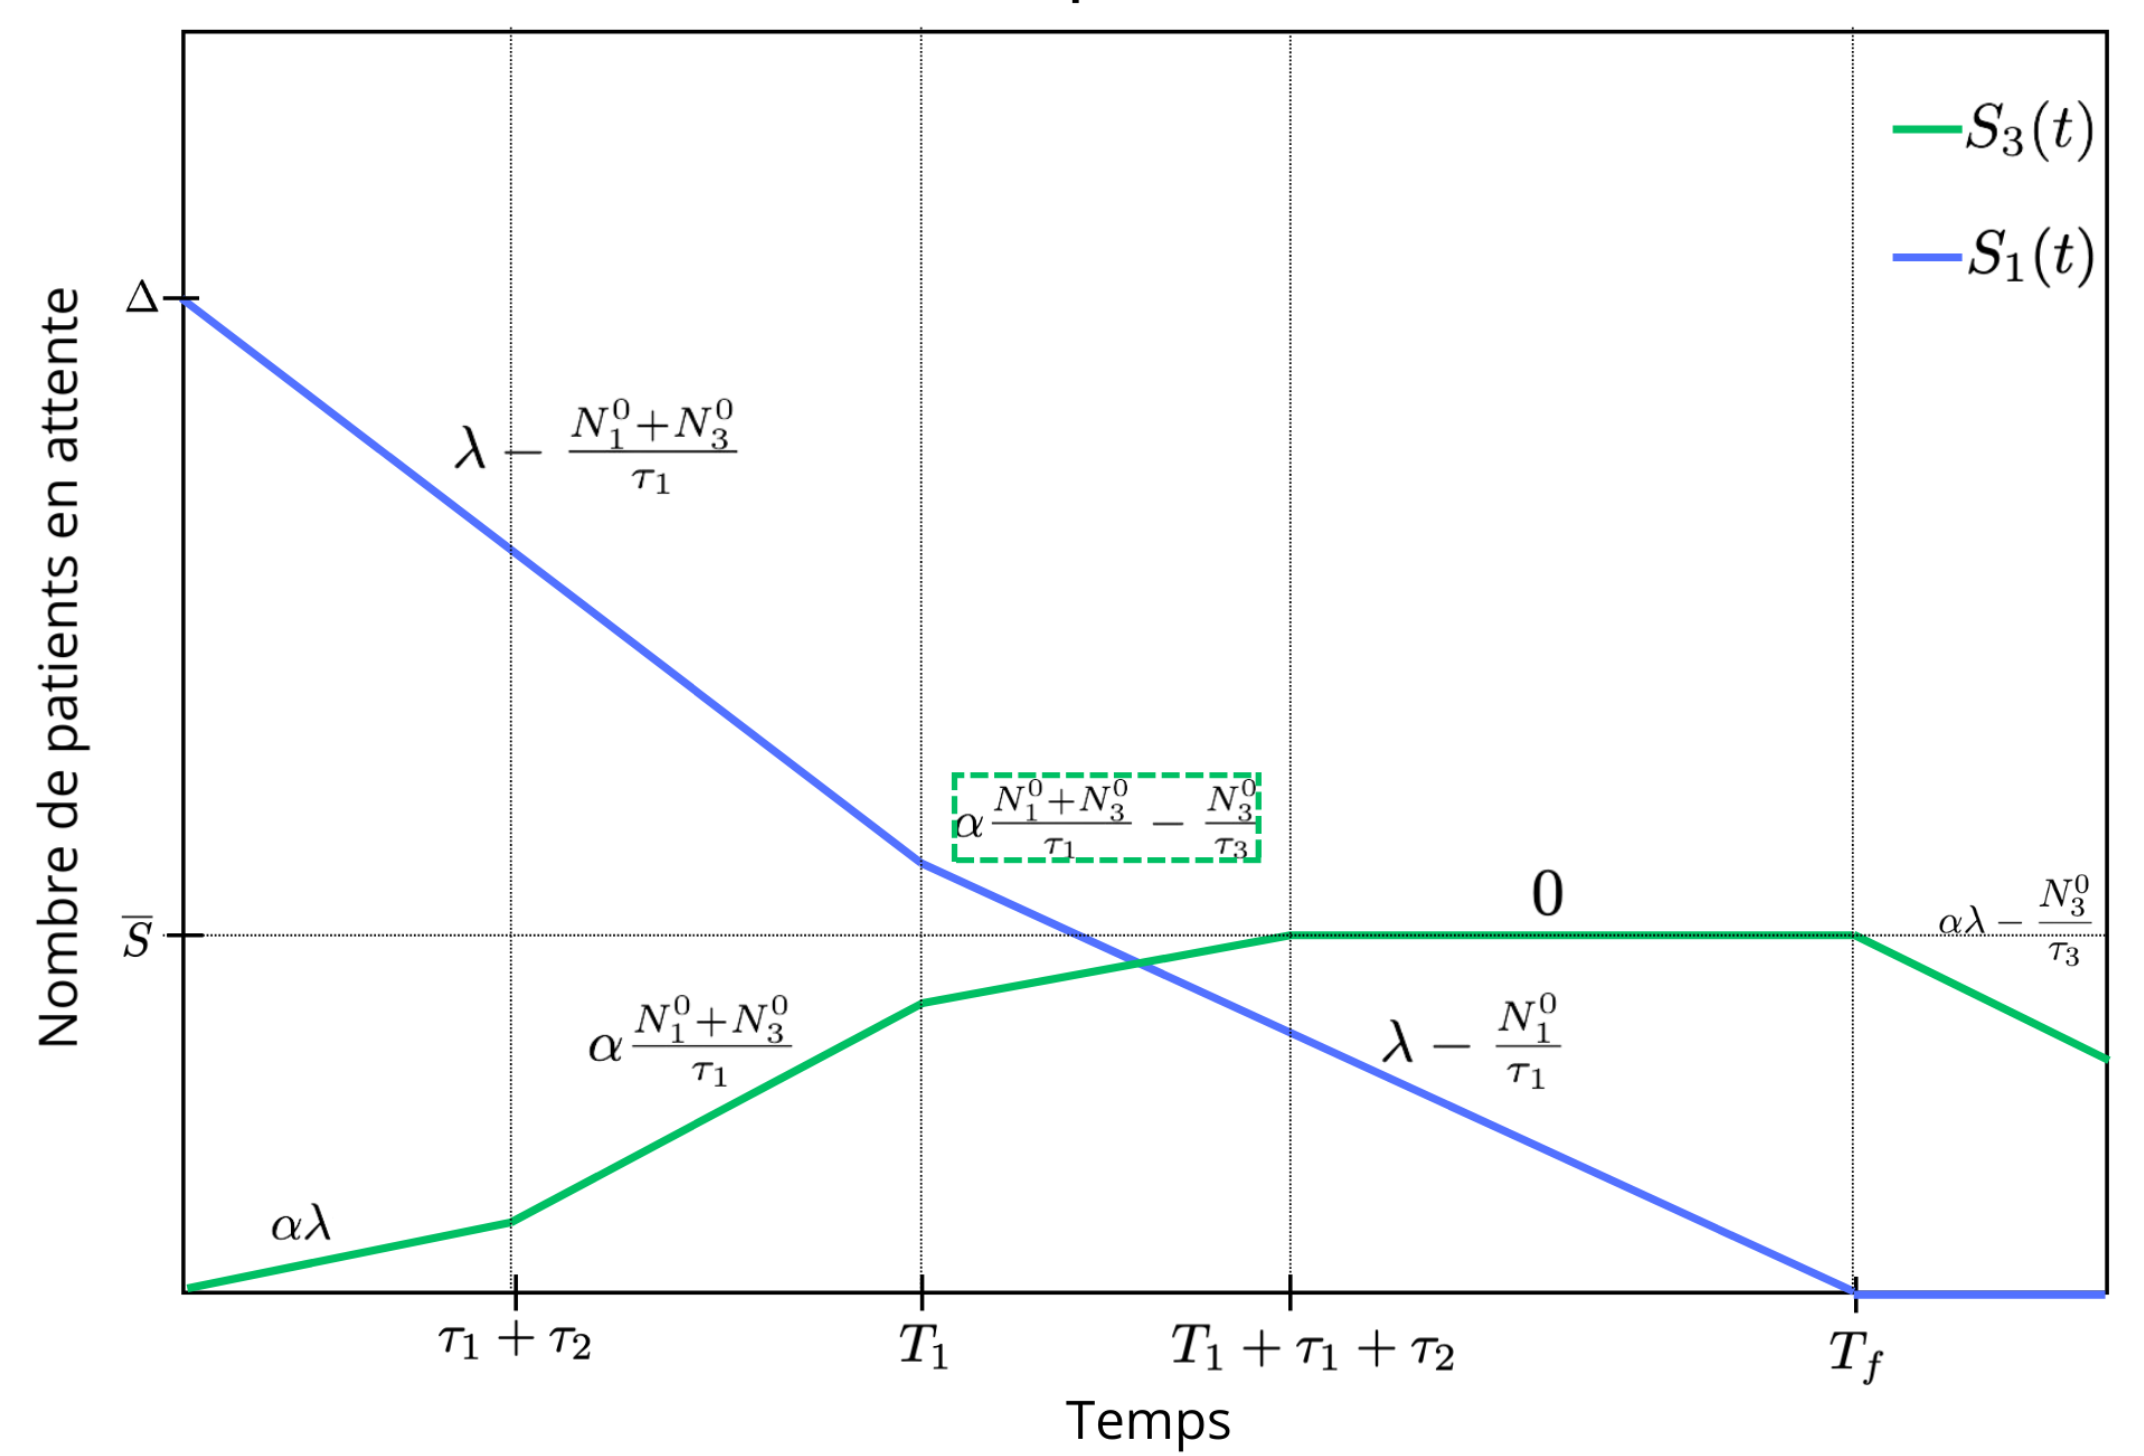 S₃(t)
S₁(t)
Nombre de patients en attente
Δ
S̅
λ − (N₁⁰+N₃⁰)/τ₁
α (N₁⁰+N₃⁰)/τ₁ − N₃⁰/τ₃
0
αλ − N₃⁰/τ₃
α (N₁⁰+N₃⁰)/τ₁
λ − N₁⁰/τ₁
αλ
τ₁ + τ₂
T₁
T₁ + τ₁ + τ₂
T_f
Temps